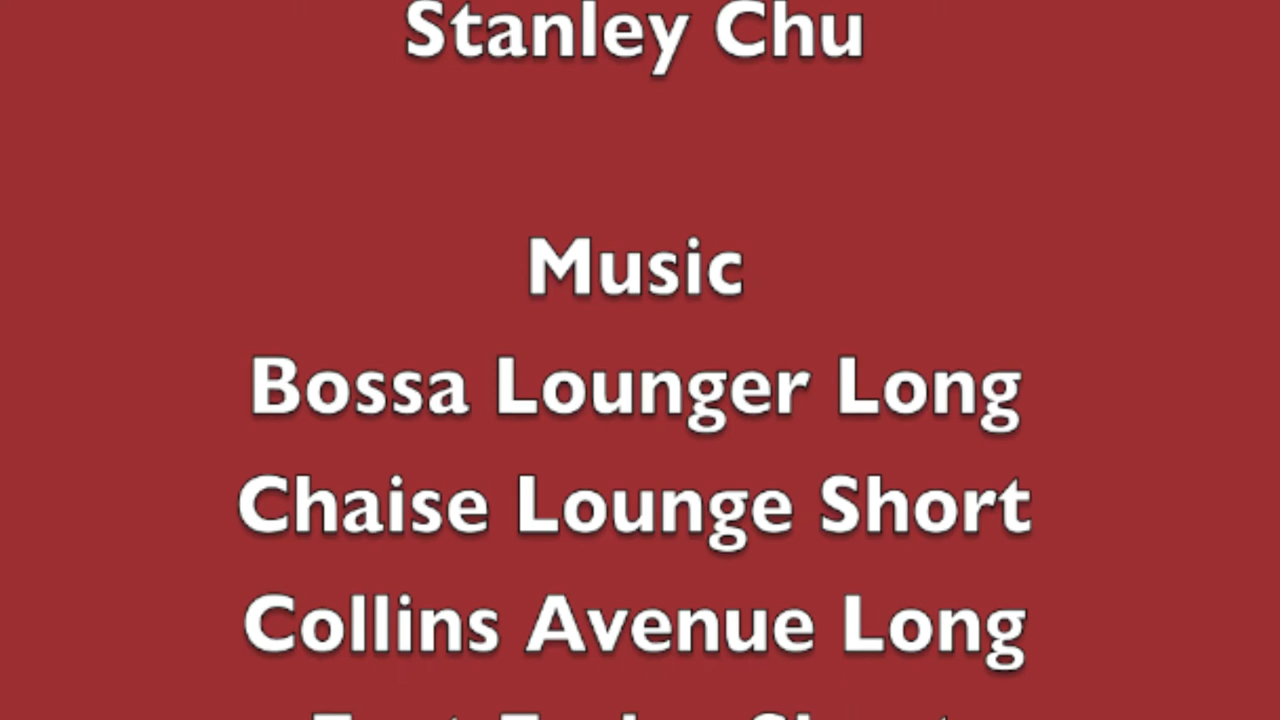 Stanley Chu
Music
Bossa Lounger Long
Chaise Lounge Short
Collins Avenue Long